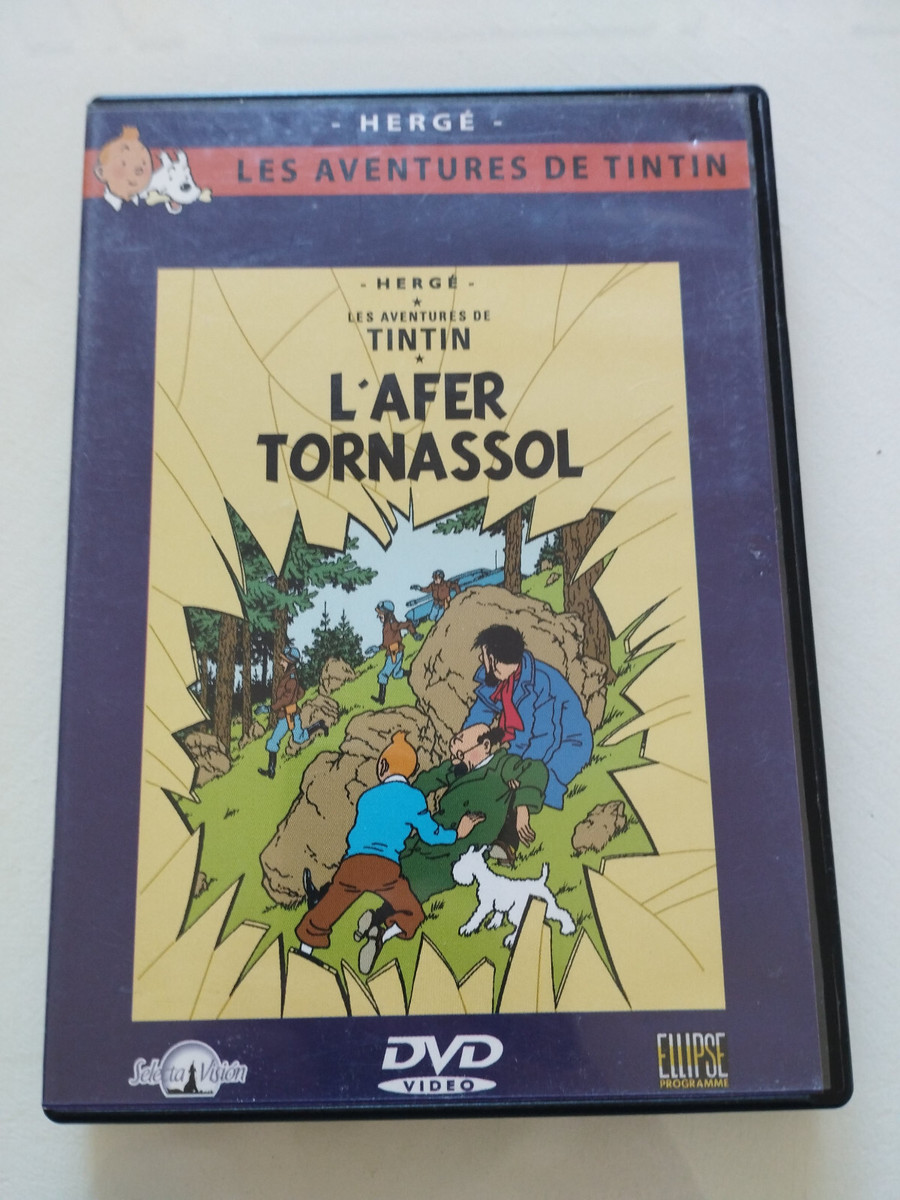 - HERGÉ -
LES AVENTURES DE TINTIN
- HERGÉ -
LES AVENTURES DE
TINTIN
L'AFER
TORNASSOL
Selecta Visión
DVD
VIDEO
ELLIPSE
PROGRAMME